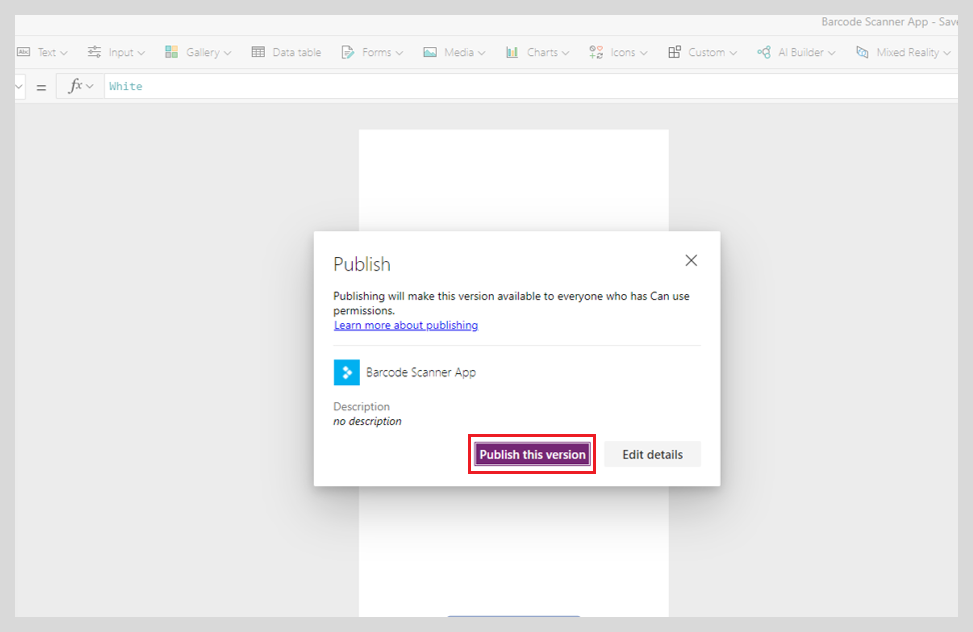 Barcode Scanner App - Save
Abc Text Input Gallery Data table Forms Media Charts Icons Custom AI Builder Mixed Reality
= fx White
Publish
Publishing will make this version available to everyone who has Can use
permissions.
Learn more about publishing
Barcode Scanner App
Description
no description
Publish this version Edit details